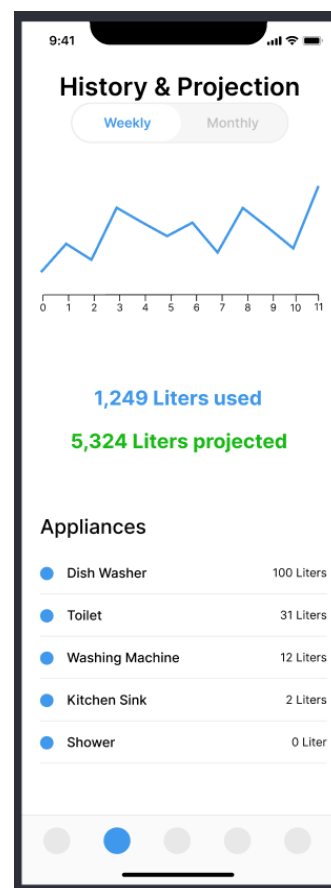 9:41
History & Projection
Weekly Monthly
0 1 2 3 4 5 6 7 8 9 10 11
1,249 Liters used
5,324 Liters projected
Appliances
Dish Washer 100 Liters
Toilet 31 Liters
Washing Machine 12 Liters
Kitchen Sink 2 Liters
Shower 0 Liter